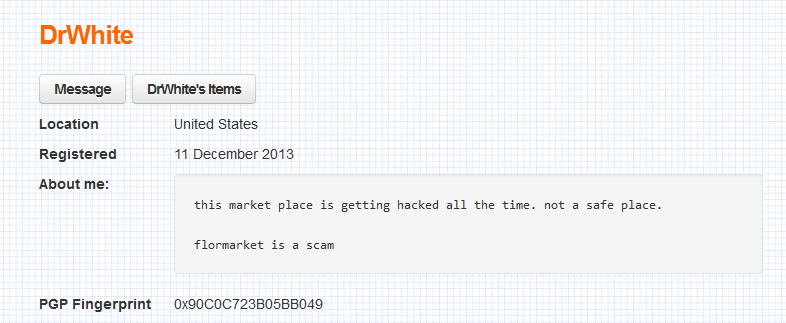 DrWhite
Message DrWhite's Items
Location United States
Registered 11 December 2013
About me:
this market place is getting hacked all the time. not a safe place.
flormarket is a scam
PGP Fingerprint 0x90C0C723B05BB049